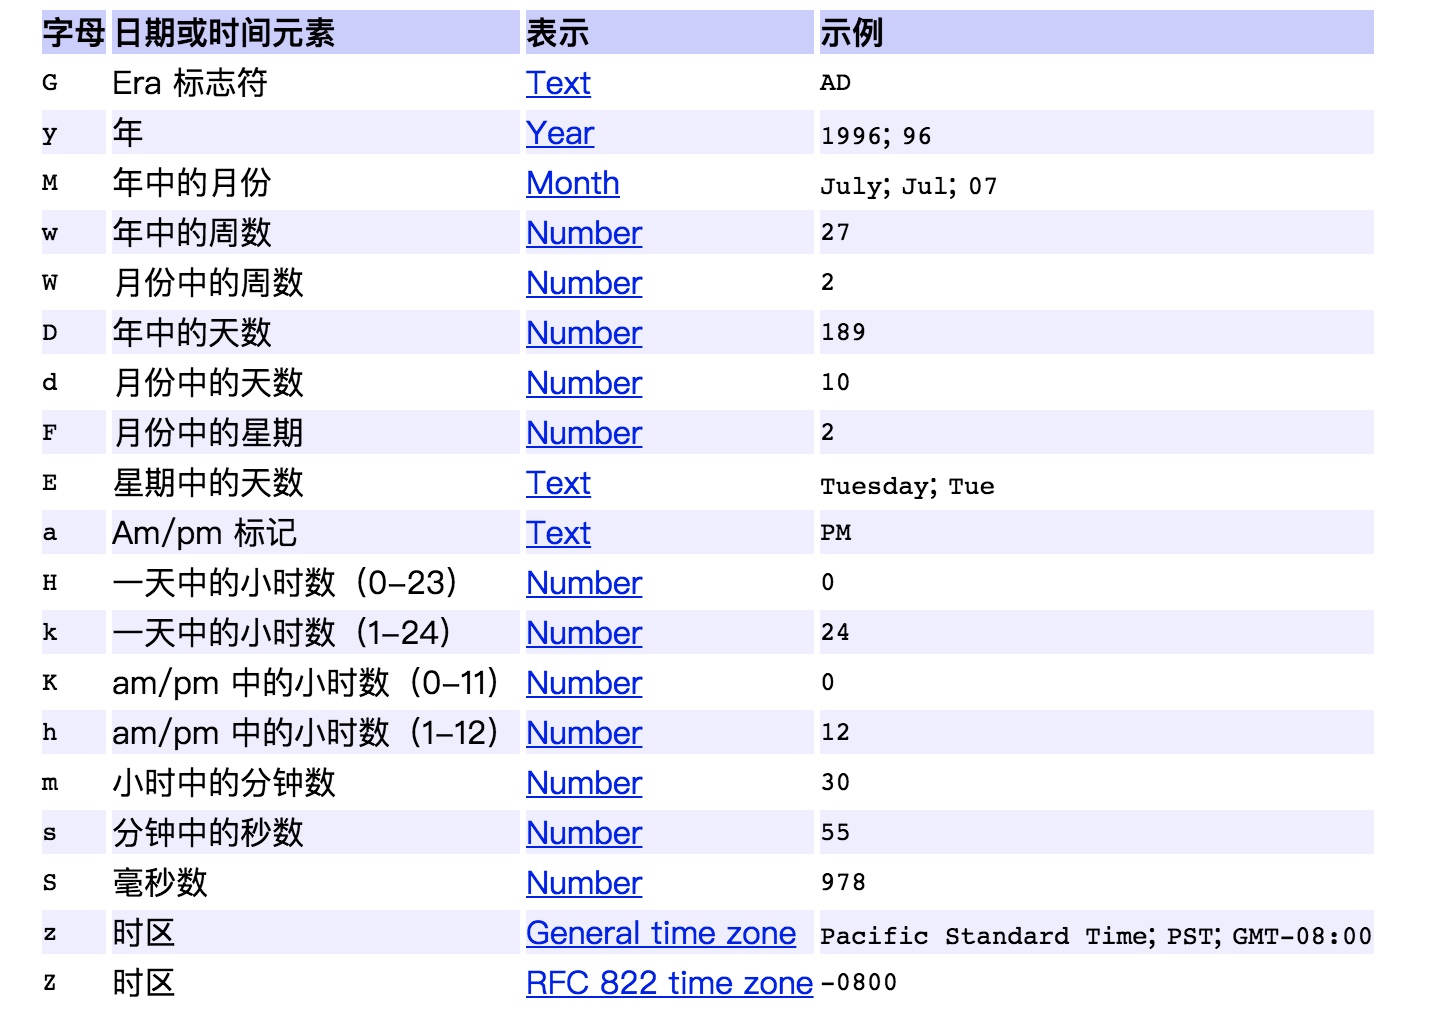 字母 日期或时间元素 表示 示例
G Era 标志符 Text AD
y 年 Year 1996; 96
M 年中的月份 Month July; Jul; 07
w 年中的周数 Number 27
W 月份中的周数 Number 2
D 年中的天数 Number 189
d 月份中的天数 Number 10
F 月份中的星期 Number 2
E 星期中的天数 Text Tuesday; Tue
a Am/pm 标记 Text PM
H 一天中的小时数（0-23） Number 0
k 一天中的小时数（1-24） Number 24
K am/pm 中的小时数（0-11） Number 0
h am/pm 中的小时数（1-12） Number 12
m 小时中的分钟数 Number 30
s 分钟中的秒数 Number 55
S 毫秒数 Number 978
z 时区 General time zone Pacific Standard Time; PST; GMT-08:00
Z 时区 RFC 822 time zone -0800